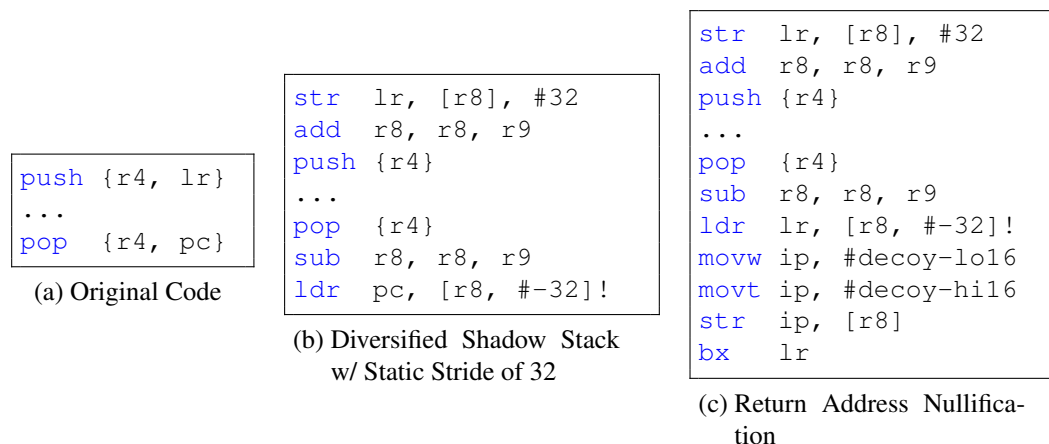 push {r4, lr}
...
pop {r4, pc}
(a) Original Code
str lr, [r8], #32
add r8, r8, r9
push {r4}
...
pop {r4}
sub r8, r8, r9
ldr pc, [r8, #-32]!
(b) Diversified Shadow Stack
w/ Static Stride of 32
str lr, [r8], #32
add r8, r8, r9
push {r4}
...
pop {r4}
sub r8, r8, r9
ldr lr, [r8, #-32]!
movw ip, #decoy-lo16
movt ip, #decoy-hi16
str ip, [r8]
bx lr
(c) Return Address Nullifica-
tion